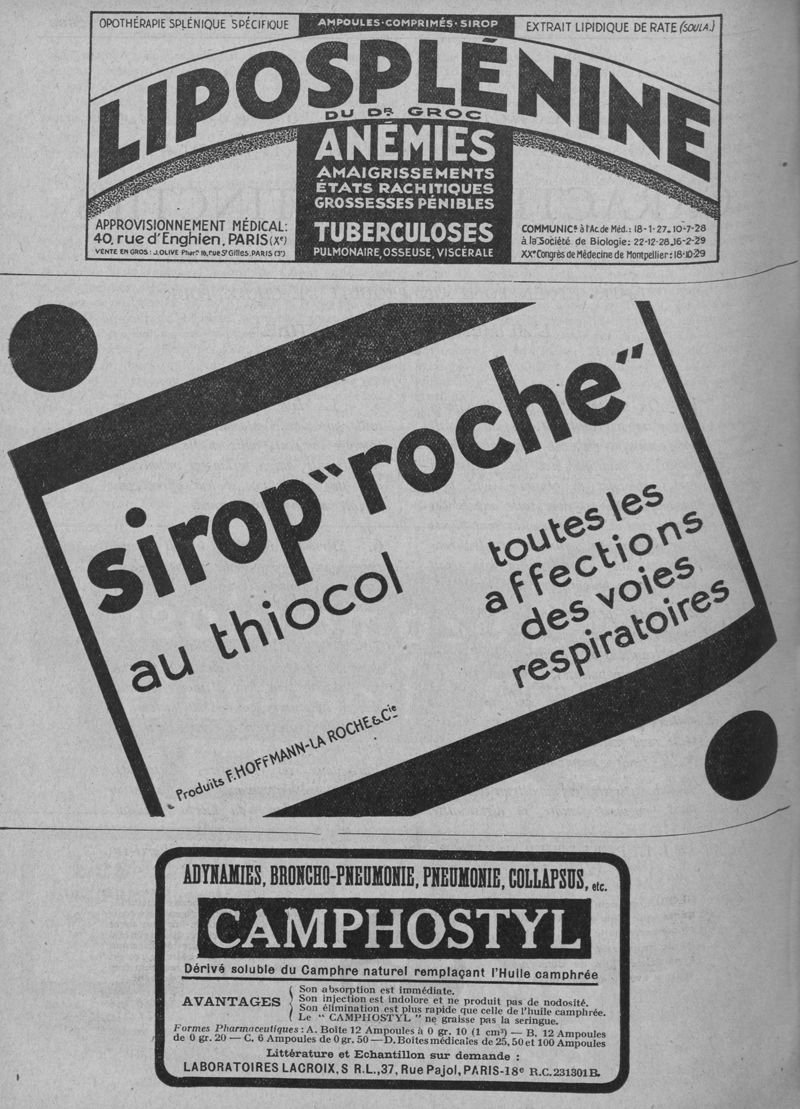 OPOTHÉRAPIE SPLÉNIQUE SPÉCIFIQUE
AMPOULES·COMPRIMÉS·SIROP
EXTRAIT LIPIDIQUE DE RATE (SOULA.)
LIPOSPLÉNINE
DU DR GROC
ANÉMIES
AMAIGRISSEMENTS
ÉTATS RACHITIQUES
GROSSESSES PÉNIBLES
TUBERCULOSES
PULMONAIRE, OSSEUSE, VISCÉRALE
APPROVISIONNEMENT MÉDICAL:
40, rue d'Enghien, PARIS (Xe)
VENTE EN GROS: J. OLIVE Pharn 16, rue St Gilles. PARIS (3e)
COMMUNICs à l'Ac. de Méd.: 18-1-27_10-7-28
à la Société de Biologie: 22-12-28_16-2-29
XXe Congrès de Médecine de Montpellier: 18-10-29
sirop "roche"
au thiocol
toutes les
affections
des voies
respiratoires
Produits F. HOFFMANN-LA ROCHE & Cie
ADYNAMIES, BRONCHO-PNEUMONIE, PNEUMONIE, COLLAPSUS, etc.
CAMPHOSTYL
Dérivé soluble du Camphre naturel remplaçant l'Huile camphrée
AVANTAGES
Son absorption est immédiate.
Son injection est indolore et ne produit pas de nodosité.
Son élimination est plus rapide que celle de l'huile camphrée.
Le " CAMPHOSTYL " ne graisse pas la seringue.
Formes Pharmaceutiques : A. Boîte 12 Ampoules à 0 gr. 10 (1 cm³) — B. 12 Ampoules
de 0 gr. 20 — C. 6 Ampoules de 0 gr. 50 — D. Boîtes médicales de 25, 50 et 100 Ampoules
Littérature et Echantillon sur demande :
LABORATOIRES LACROIX, S R.L., 37, Rue Pajol, PARIS-18e R.C. 231301 B.